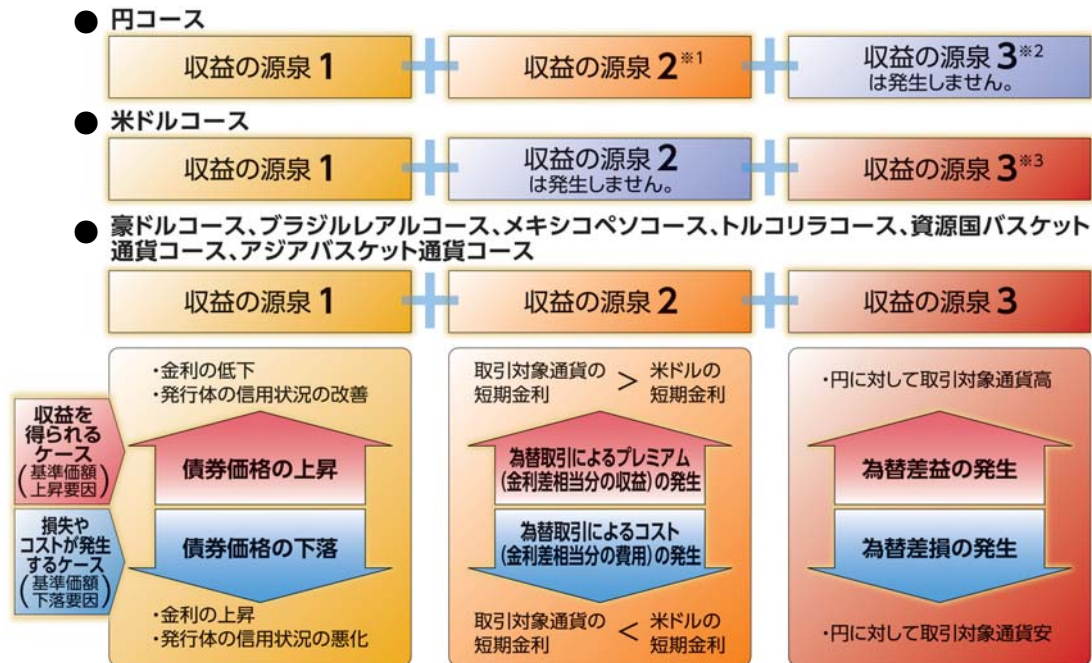 ● 円コース
収益の源泉 1 + 収益の源泉 2※1 + 収益の源泉 3※2
は発生しません。
● 米ドルコース
収益の源泉 1 + 収益の源泉 2 + 収益の源泉 3※3
は発生しません。
● 豪ドルコース、ブラジルレアルコース、メキシコペソコース、トルコリラコース、資源国バスケット
通貨コース、アジアバスケット通貨コース
収益の源泉 1 + 収益の源泉 2 + 収益の源泉 3
収益を
得られる
ケース
(基準価額
上昇要因)
損失や
コストが発生
するケース
(基準価額
下落要因)
・金利の低下
・発行体の信用状況の改善
債券価格の上昇
債券価格の下落
・金利の上昇
・発行体の信用状況の悪化
取引対象通貨の > 米ドルの
短期金利 短期金利
為替取引によるプレミアム
(金利差相当分の収益)の発生
為替取引によるコスト
(金利差相当分の費用)の発生
取引対象通貨の < 米ドルの
短期金利 短期金利
・円に対して取引対象通貨高
為替差益の発生
為替差損の発生
・円に対して取引対象通貨安